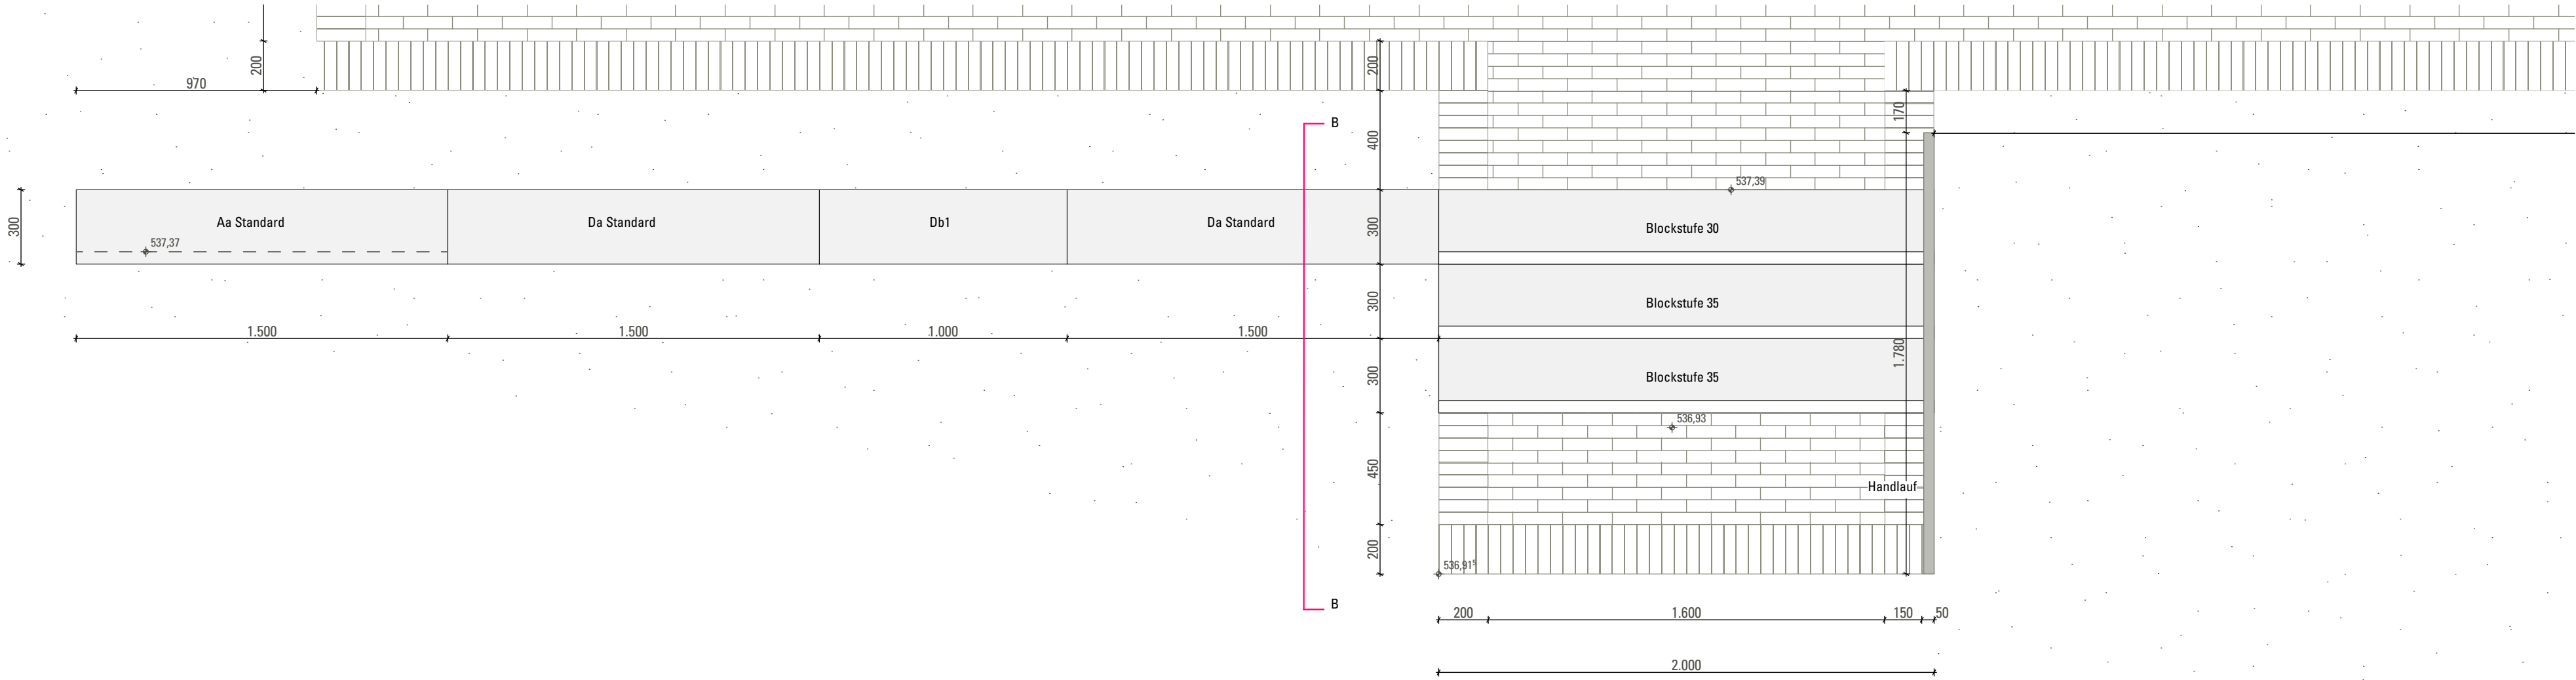 200
970
200
170
B
400
537,39
300
Aa Standard
Da Standard
Db1
Da Standard
300
Blockstufe 30
537,37
300
Blockstufe 35
1.500
1.500
1.000
1.500
1.780
300
Blockstufe 35
536,93
450
Handlauf
200
536,91⁵
B
200
1.600
150
50
2.000